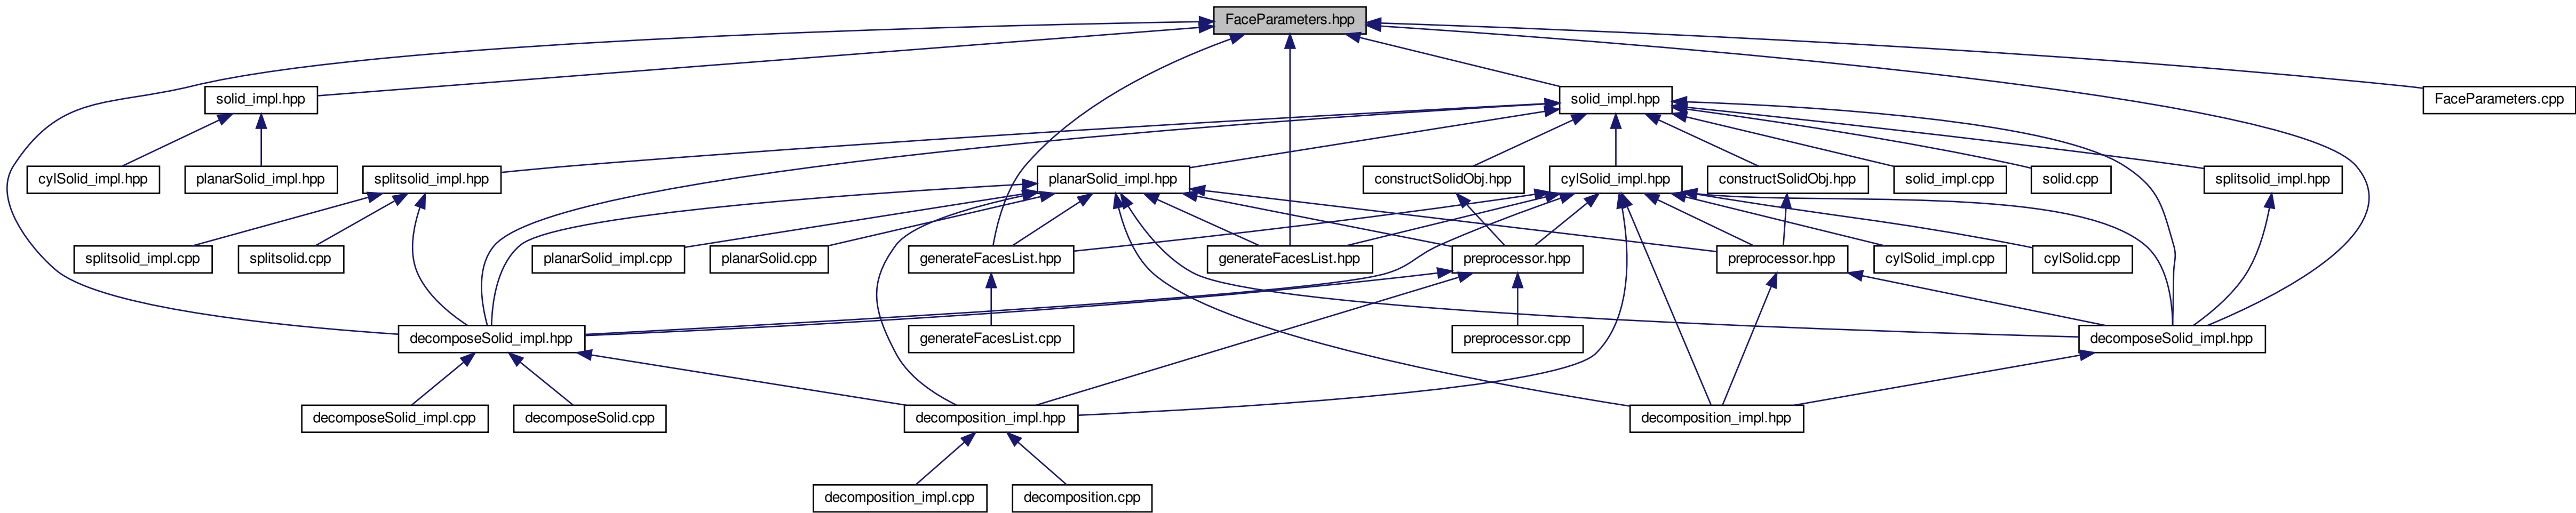 FaceParameters.hpp
solid_impl.hpp
solid_impl.hpp
FaceParameters.cpp
cylSolid_impl.hpp
planarSolid_impl.hpp
splitsolid_impl.hpp
planarSolid_impl.hpp
constructSolidObj.hpp
cylSolid_impl.hpp
constructSolidObj.hpp
solid_impl.cpp
solid.cpp
splitsolid_impl.hpp
splitsolid_impl.cpp
splitsolid.cpp
planarSolid_impl.cpp
planarSolid.cpp
generateFacesList.hpp
generateFacesList.hpp
preprocessor.hpp
preprocessor.hpp
cylSolid_impl.cpp
cylSolid.cpp
decomposeSolid_impl.hpp
generateFacesList.cpp
preprocessor.cpp
decomposeSolid_impl.hpp
decomposeSolid_impl.cpp
decomposeSolid.cpp
decomposition_impl.hpp
decomposition_impl.hpp
decomposition_impl.cpp
decomposition.cpp